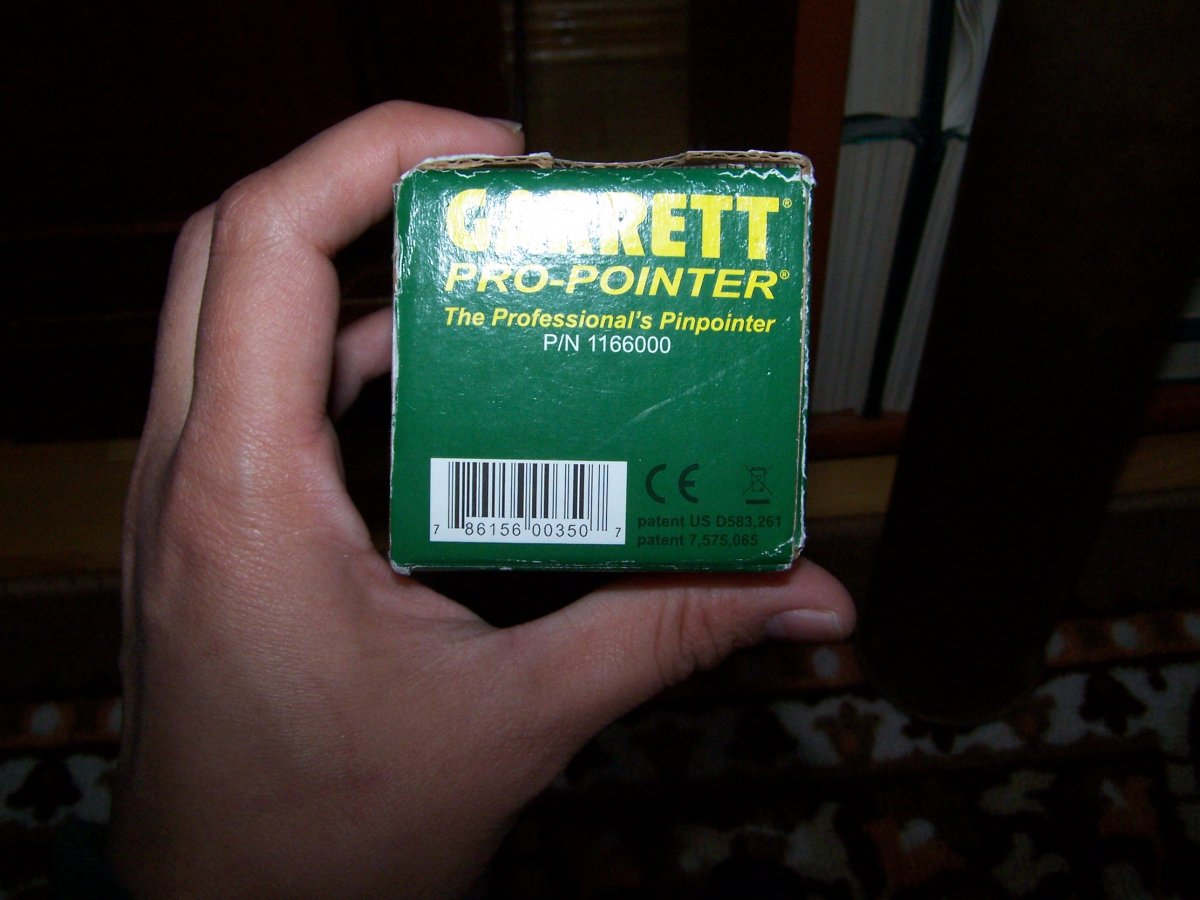 GARRETT®
PRO-POINTER®
The Professional's Pinpointer
P/N 1166000
7 86156 00350 7
CE
patent US D583,261
patent 7,575,065